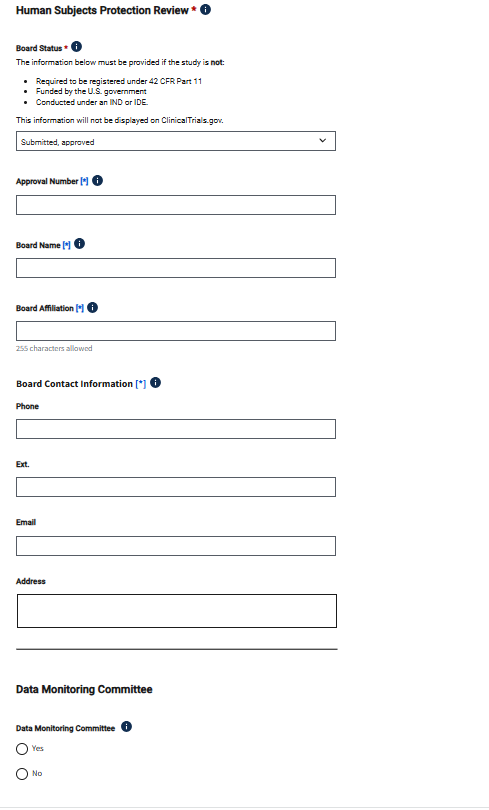 Human Subjects Protection Review *
Board Status *
The information below must be provided if the study is not:
• Required to be registered under 42 CFR Part 11
• Funded by the U.S. government
• Conducted under an IND or IDE.
This information will not be displayed on ClinicalTrials.gov.
Submitted, approved
Approval Number [*]
Board Name [*]
Board Affiliation [*]
255 characters allowed
Board Contact Information [*]
Phone
Ext.
Email
Address
Data Monitoring Committee
Data Monitoring Committee
Yes
No